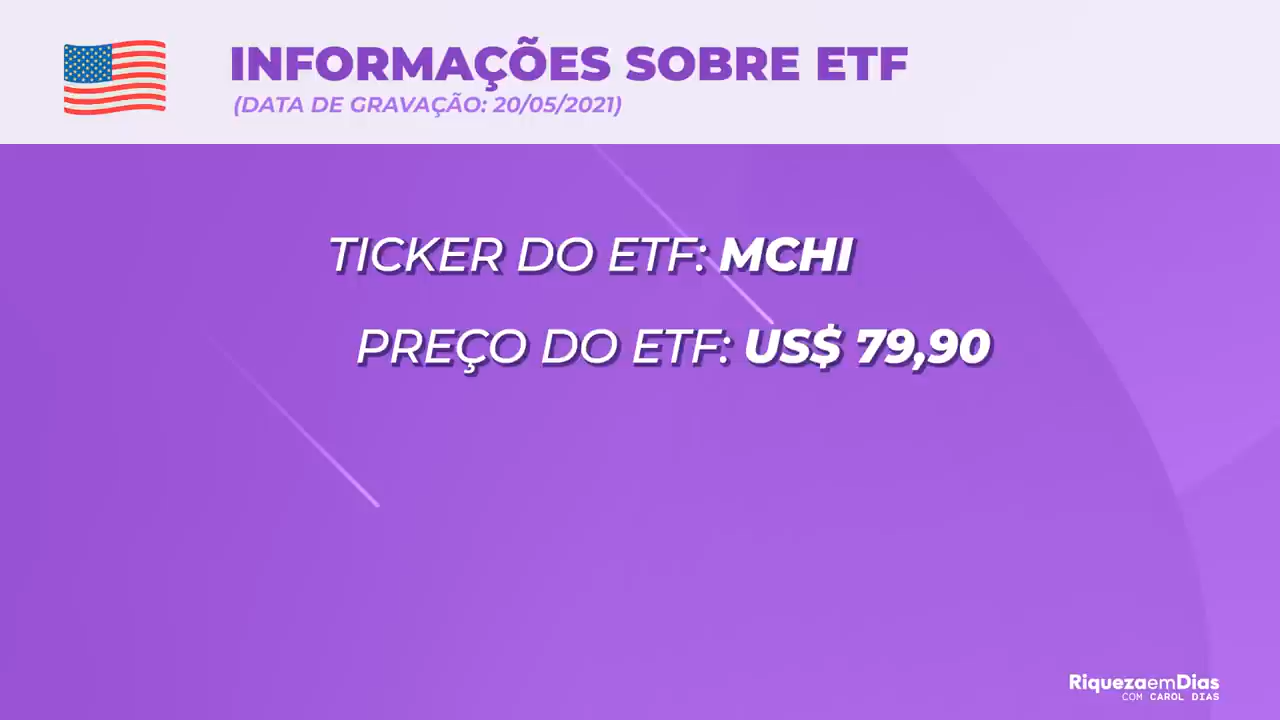 INFORMAÇÕES SOBRE ETF
(DATA DE GRAVAÇÃO: 20/05/2021)
TICKER DO ETF: MCHI
PREÇO DO ETF: US$ 79,90
RiquezaemDias
COM CAROL DIAS